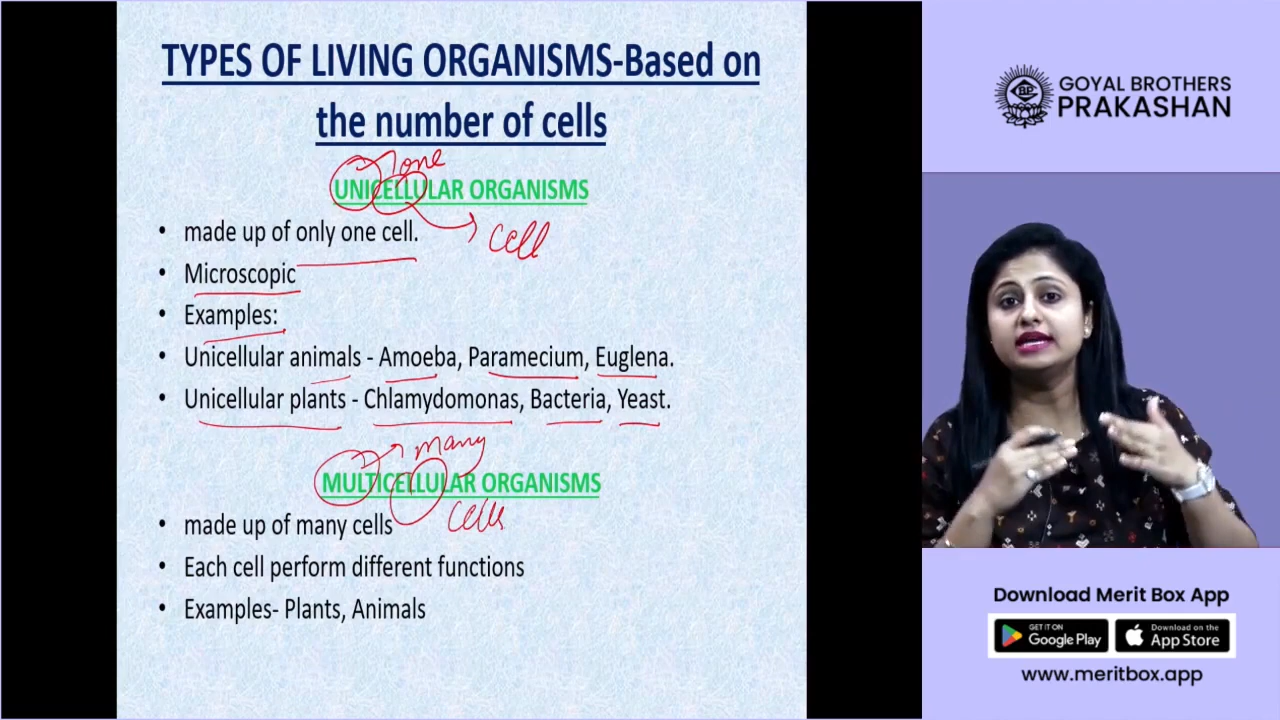 TYPES OF LIVING ORGANISMS-Based on
the number of cells
one
UNICELLULAR ORGANISMS
• made up of only one cell.
cell
• Microscopic
• Examples:
• Unicellular animals - Amoeba, Paramecium, Euglena.
• Unicellular plants - Chlamydomonas, Bacteria, Yeast.
many
MULTICELLULAR ORGANISMS
cells
• made up of many cells
• Each cell perform different functions
• Examples- Plants, Animals
BP
GOYAL BROTHERS
PRAKASHAN
Download Merit Box App
GET IT ON
Google Play
Download on the
App Store
www.meritbox.app